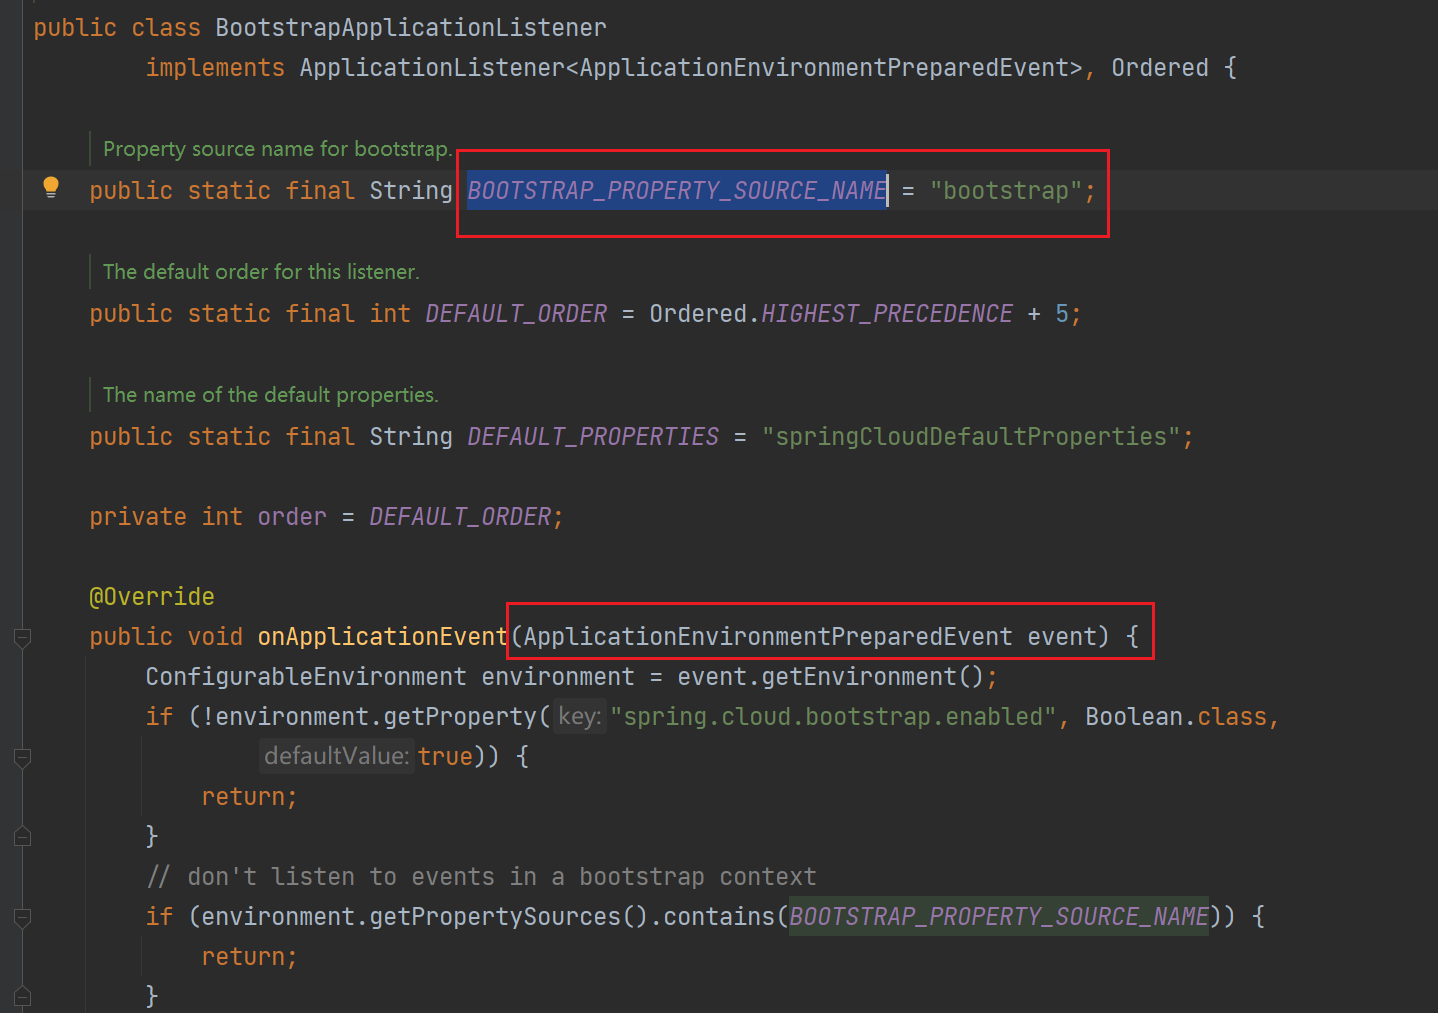 public class BootstrapApplicationListener
implements ApplicationListener<ApplicationEnvironmentPreparedEvent>, Ordered {
Property source name for bootstrap.
public static final String BOOTSTRAP_PROPERTY_SOURCE_NAME = "bootstrap";
The default order for this listener.
public static final int DEFAULT_ORDER = Ordered.HIGHEST_PRECEDENCE + 5;
The name of the default properties.
public static final String DEFAULT_PROPERTIES = "springCloudDefaultProperties";
private int order = DEFAULT_ORDER;
@Override
public void onApplicationEvent(ApplicationEnvironmentPreparedEvent event) {
ConfigurableEnvironment environment = event.getEnvironment();
if (!environment.getProperty( key: "spring.cloud.bootstrap.enabled", Boolean.class,
defaultValue: true)) {
return;
}
// don't listen to events in a bootstrap context
if (environment.getPropertySources().contains(BOOTSTRAP_PROPERTY_SOURCE_NAME)) {
return;
}